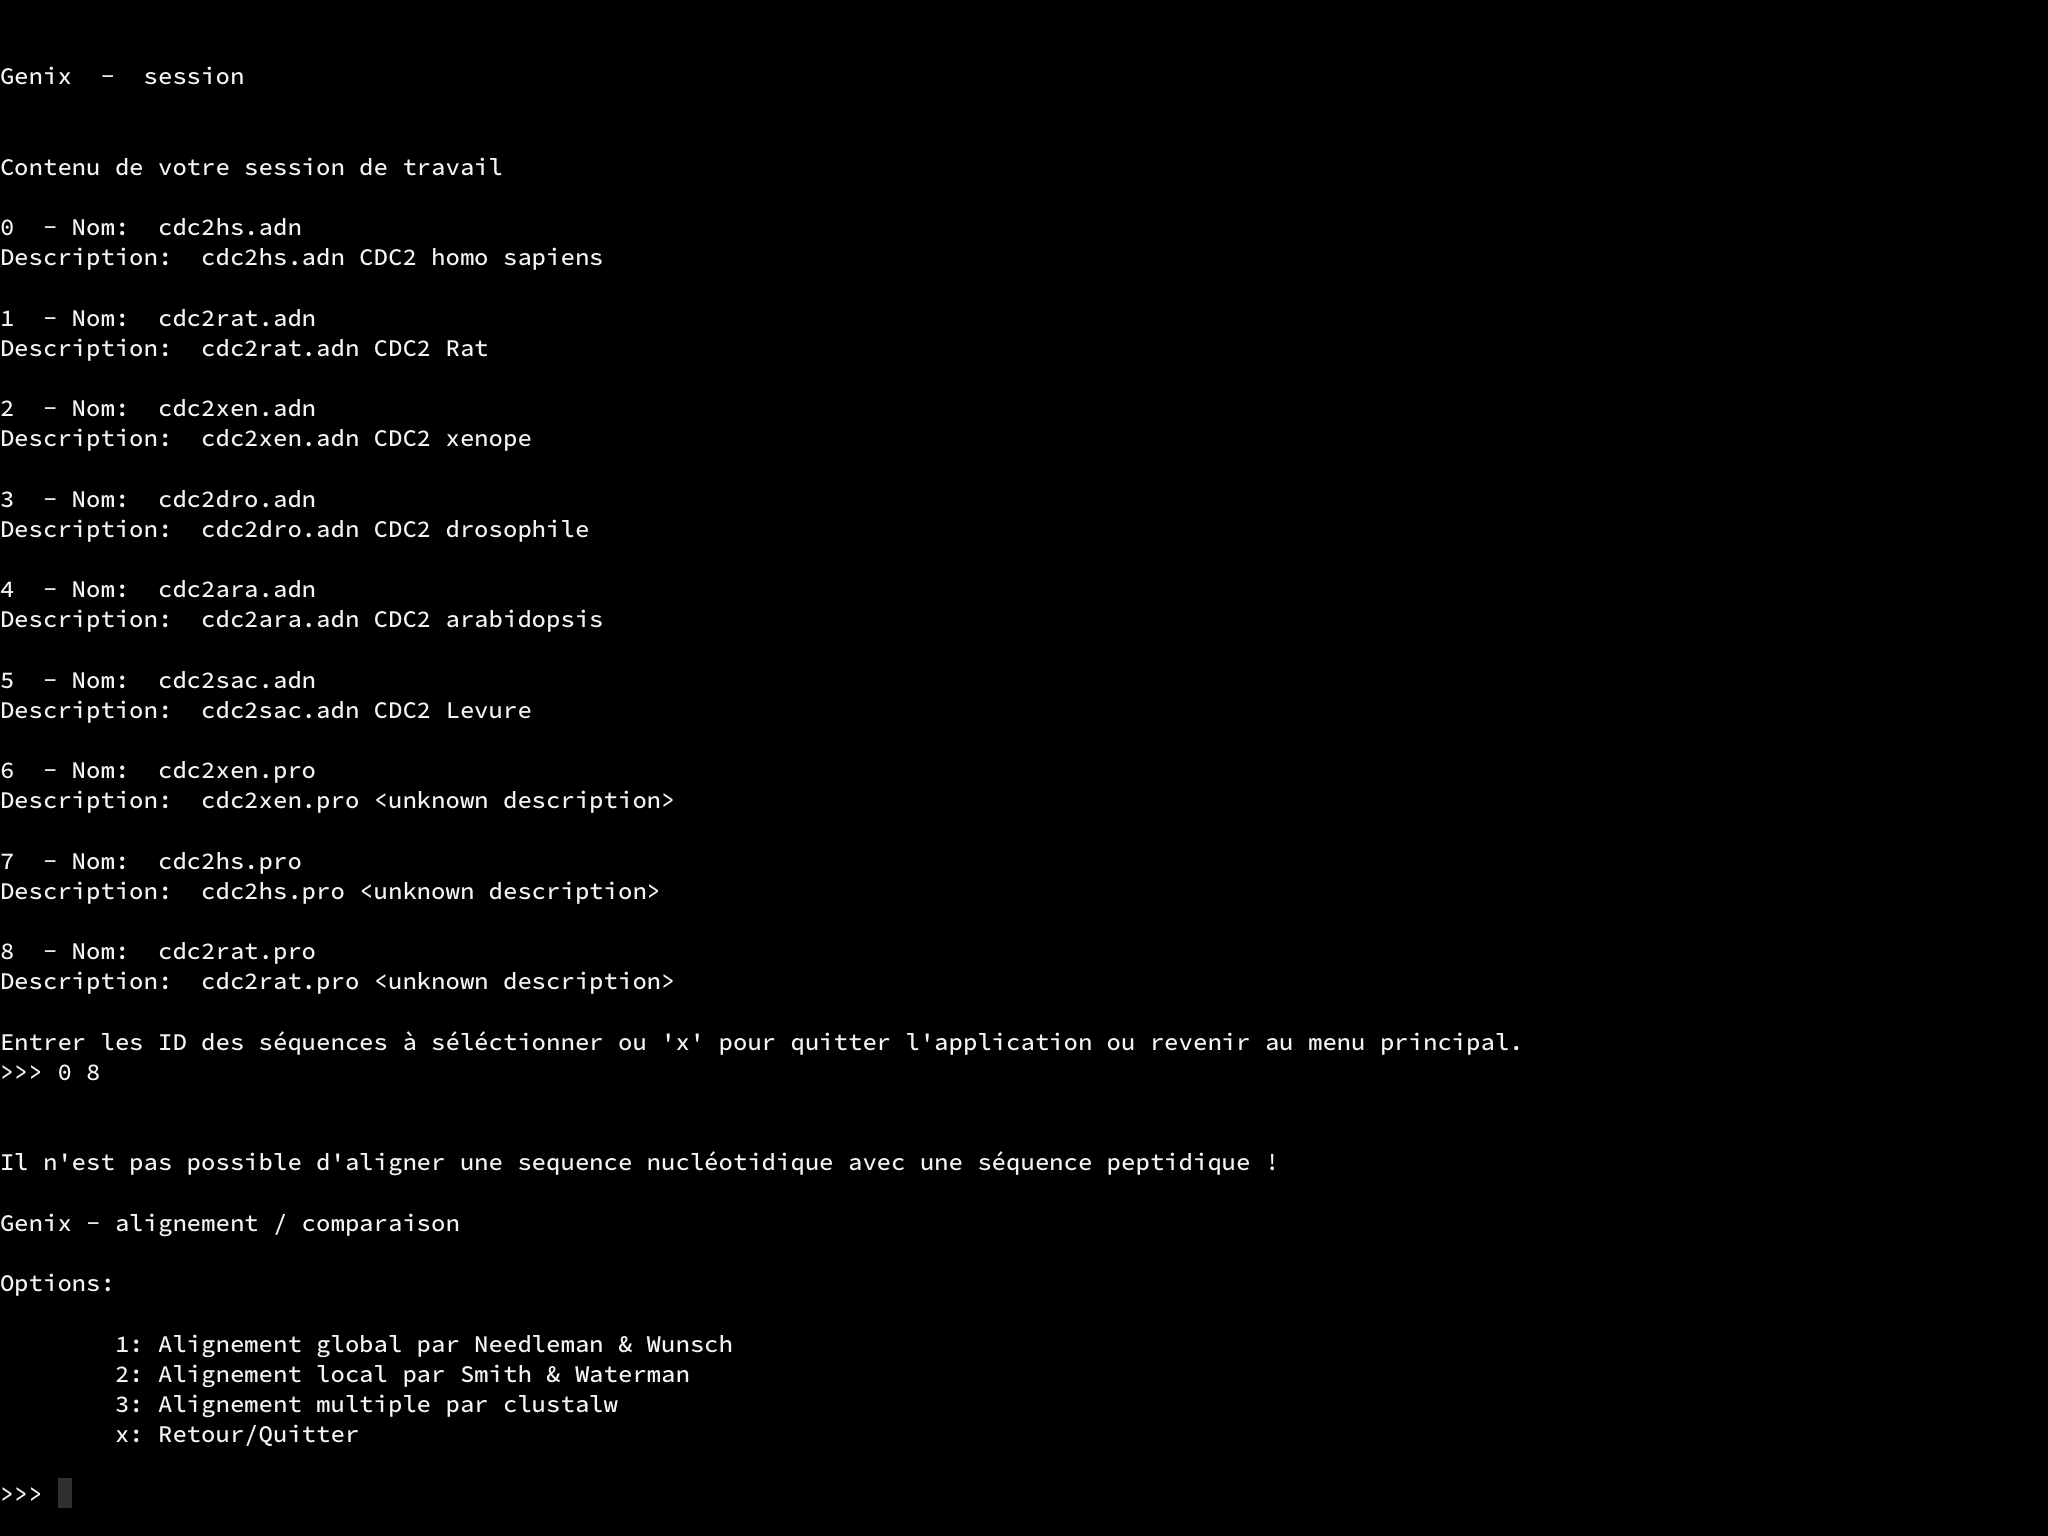 Genix  -  session
Contenu de votre session de travail
0  - Nom:  cdc2hs.adn
Description:  cdc2hs.adn CDC2 homo sapiens
1  - Nom:  cdc2rat.adn
Description:  cdc2rat.adn CDC2 Rat
2  - Nom:  cdc2xen.adn
Description:  cdc2xen.adn CDC2 xenope
3  - Nom:  cdc2dro.adn
Description:  cdc2dro.adn CDC2 drosophile
4  - Nom:  cdc2ara.adn
Description:  cdc2ara.adn CDC2 arabidopsis
5  - Nom:  cdc2sac.adn
Description:  cdc2sac.adn CDC2 Levure
6  - Nom:  cdc2xen.pro
Description:  cdc2xen.pro <unknown description>
7  - Nom:  cdc2hs.pro
Description:  cdc2hs.pro <unknown description>
8  - Nom:  cdc2rat.pro
Description:  cdc2rat.pro <unknown description>
Entrer les ID des séquences à séléctionner ou 'x' pour quitter l'application ou revenir au menu principal.
>>> 0 8
Il n'est pas possible d'aligner une sequence nucléotidique avec une séquence peptidique !
Genix - alignement / comparaison
Options:
1: Alignement global par Needleman & Wunsch
2: Alignement local par Smith & Waterman
3: Alignement multiple par clustalw
x: Retour/Quitter
>>>